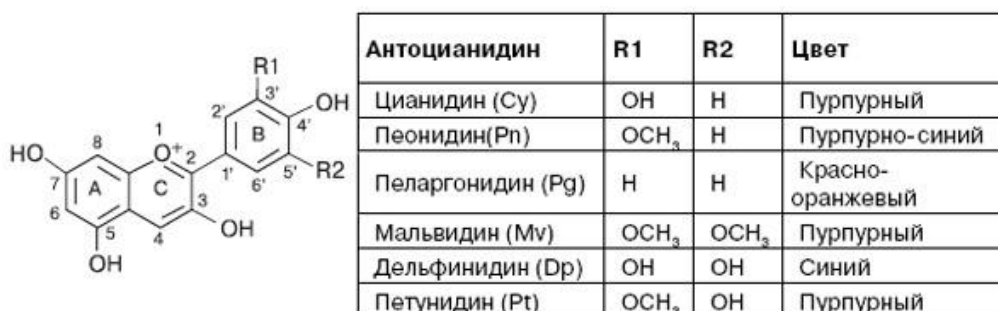 R1
3'
2'
OH
4'
1
B
8
O+
2
5'
R2
HO
1'
6'
7
A
C
3
6
5
4
OH
OH
Антоцианидин R1 R2 Цвет
Цианидин (Cy) OH H Пурпурный
Пеонидин(Pn) OCH₃ H Пурпурно-синий
Пеларгонидин (Pg) H H Красно-
оранжевый
Мальвидин (Mv) OCH₃ OCH₃ Пурпурный
Дельфинидин (Dp) OH OH Синий
Петунидин (Pt) OCH₃ OH Пурпурный